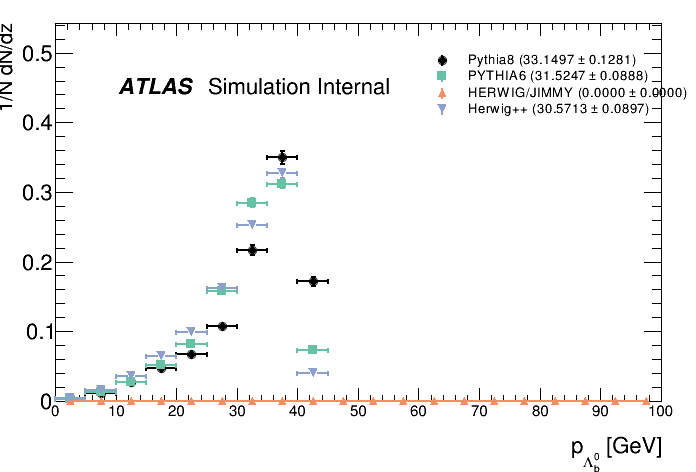 1/N dN/dz
ATLAS Simulation Internal
Pythia8 (33.1497 ± 0.1281)
PYTHIA6 (31.5247 ± 0.0888)
HERWIG/JIMMY (0.0000 ± 0.0000)
Herwig++ (30.5713 ± 0.0897)
0.5
0.4
0.3
0.2
0.1
0
0 10 20 30 40 50 60 70 80 90 100
p_{Λ_b^0} [GeV]